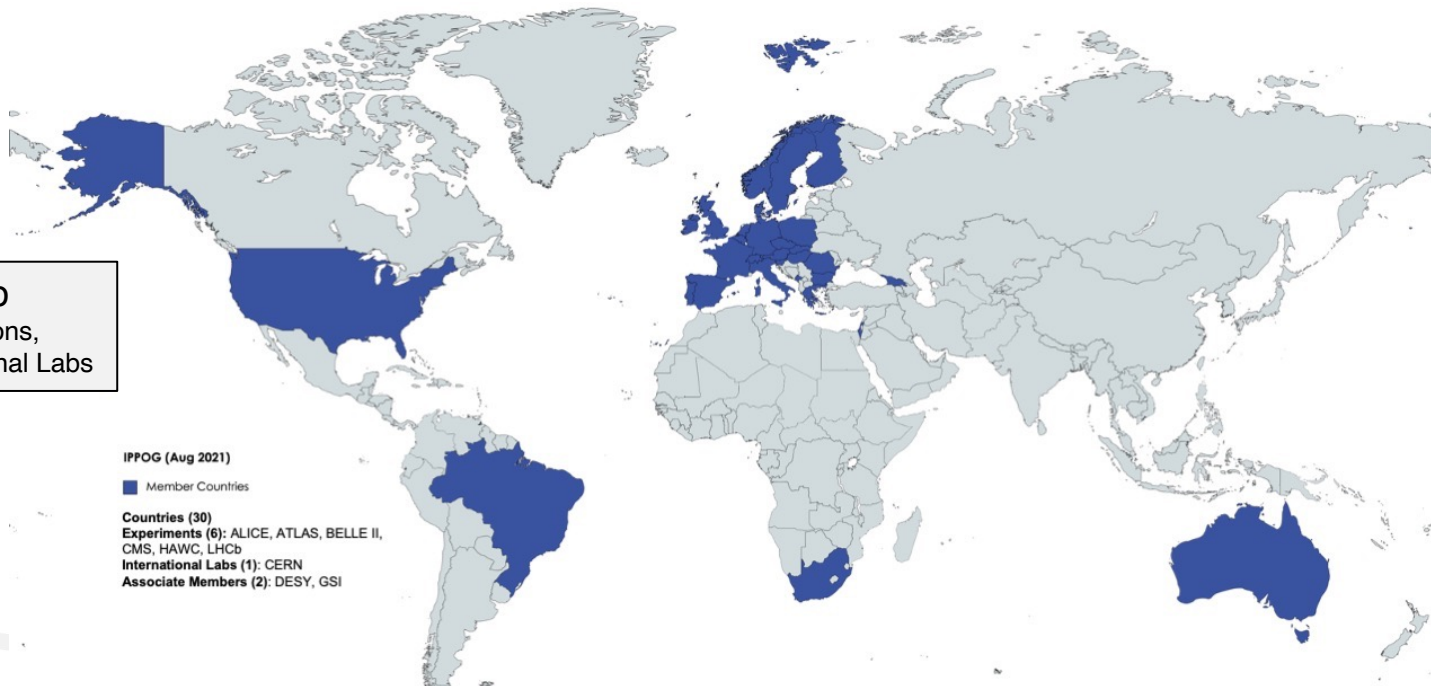 ons,
nal Labs
IPPOG (Aug 2021)
Member Countries
Countries (30)
Experiments (6): ALICE, ATLAS, BELLE II,
CMS, HAWC, LHCb
International Labs (1): CERN
Associate Members (2): DESY, GSI